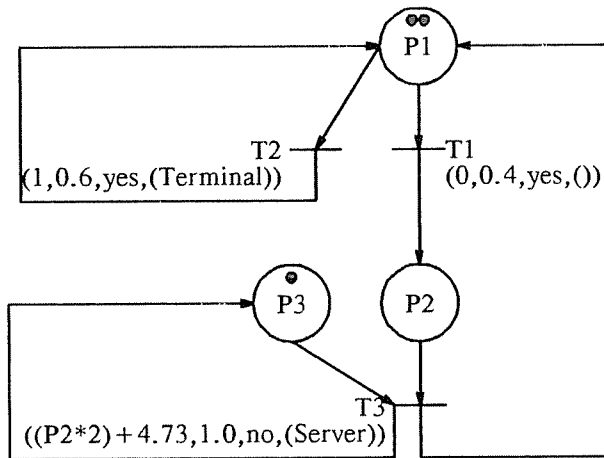 P1
T2
T1
(1,0.6,yes,(Terminal))
(0,0.4,yes,())
P3
P2
T3
((P2*2)+4.73,1.0,no,(Server))